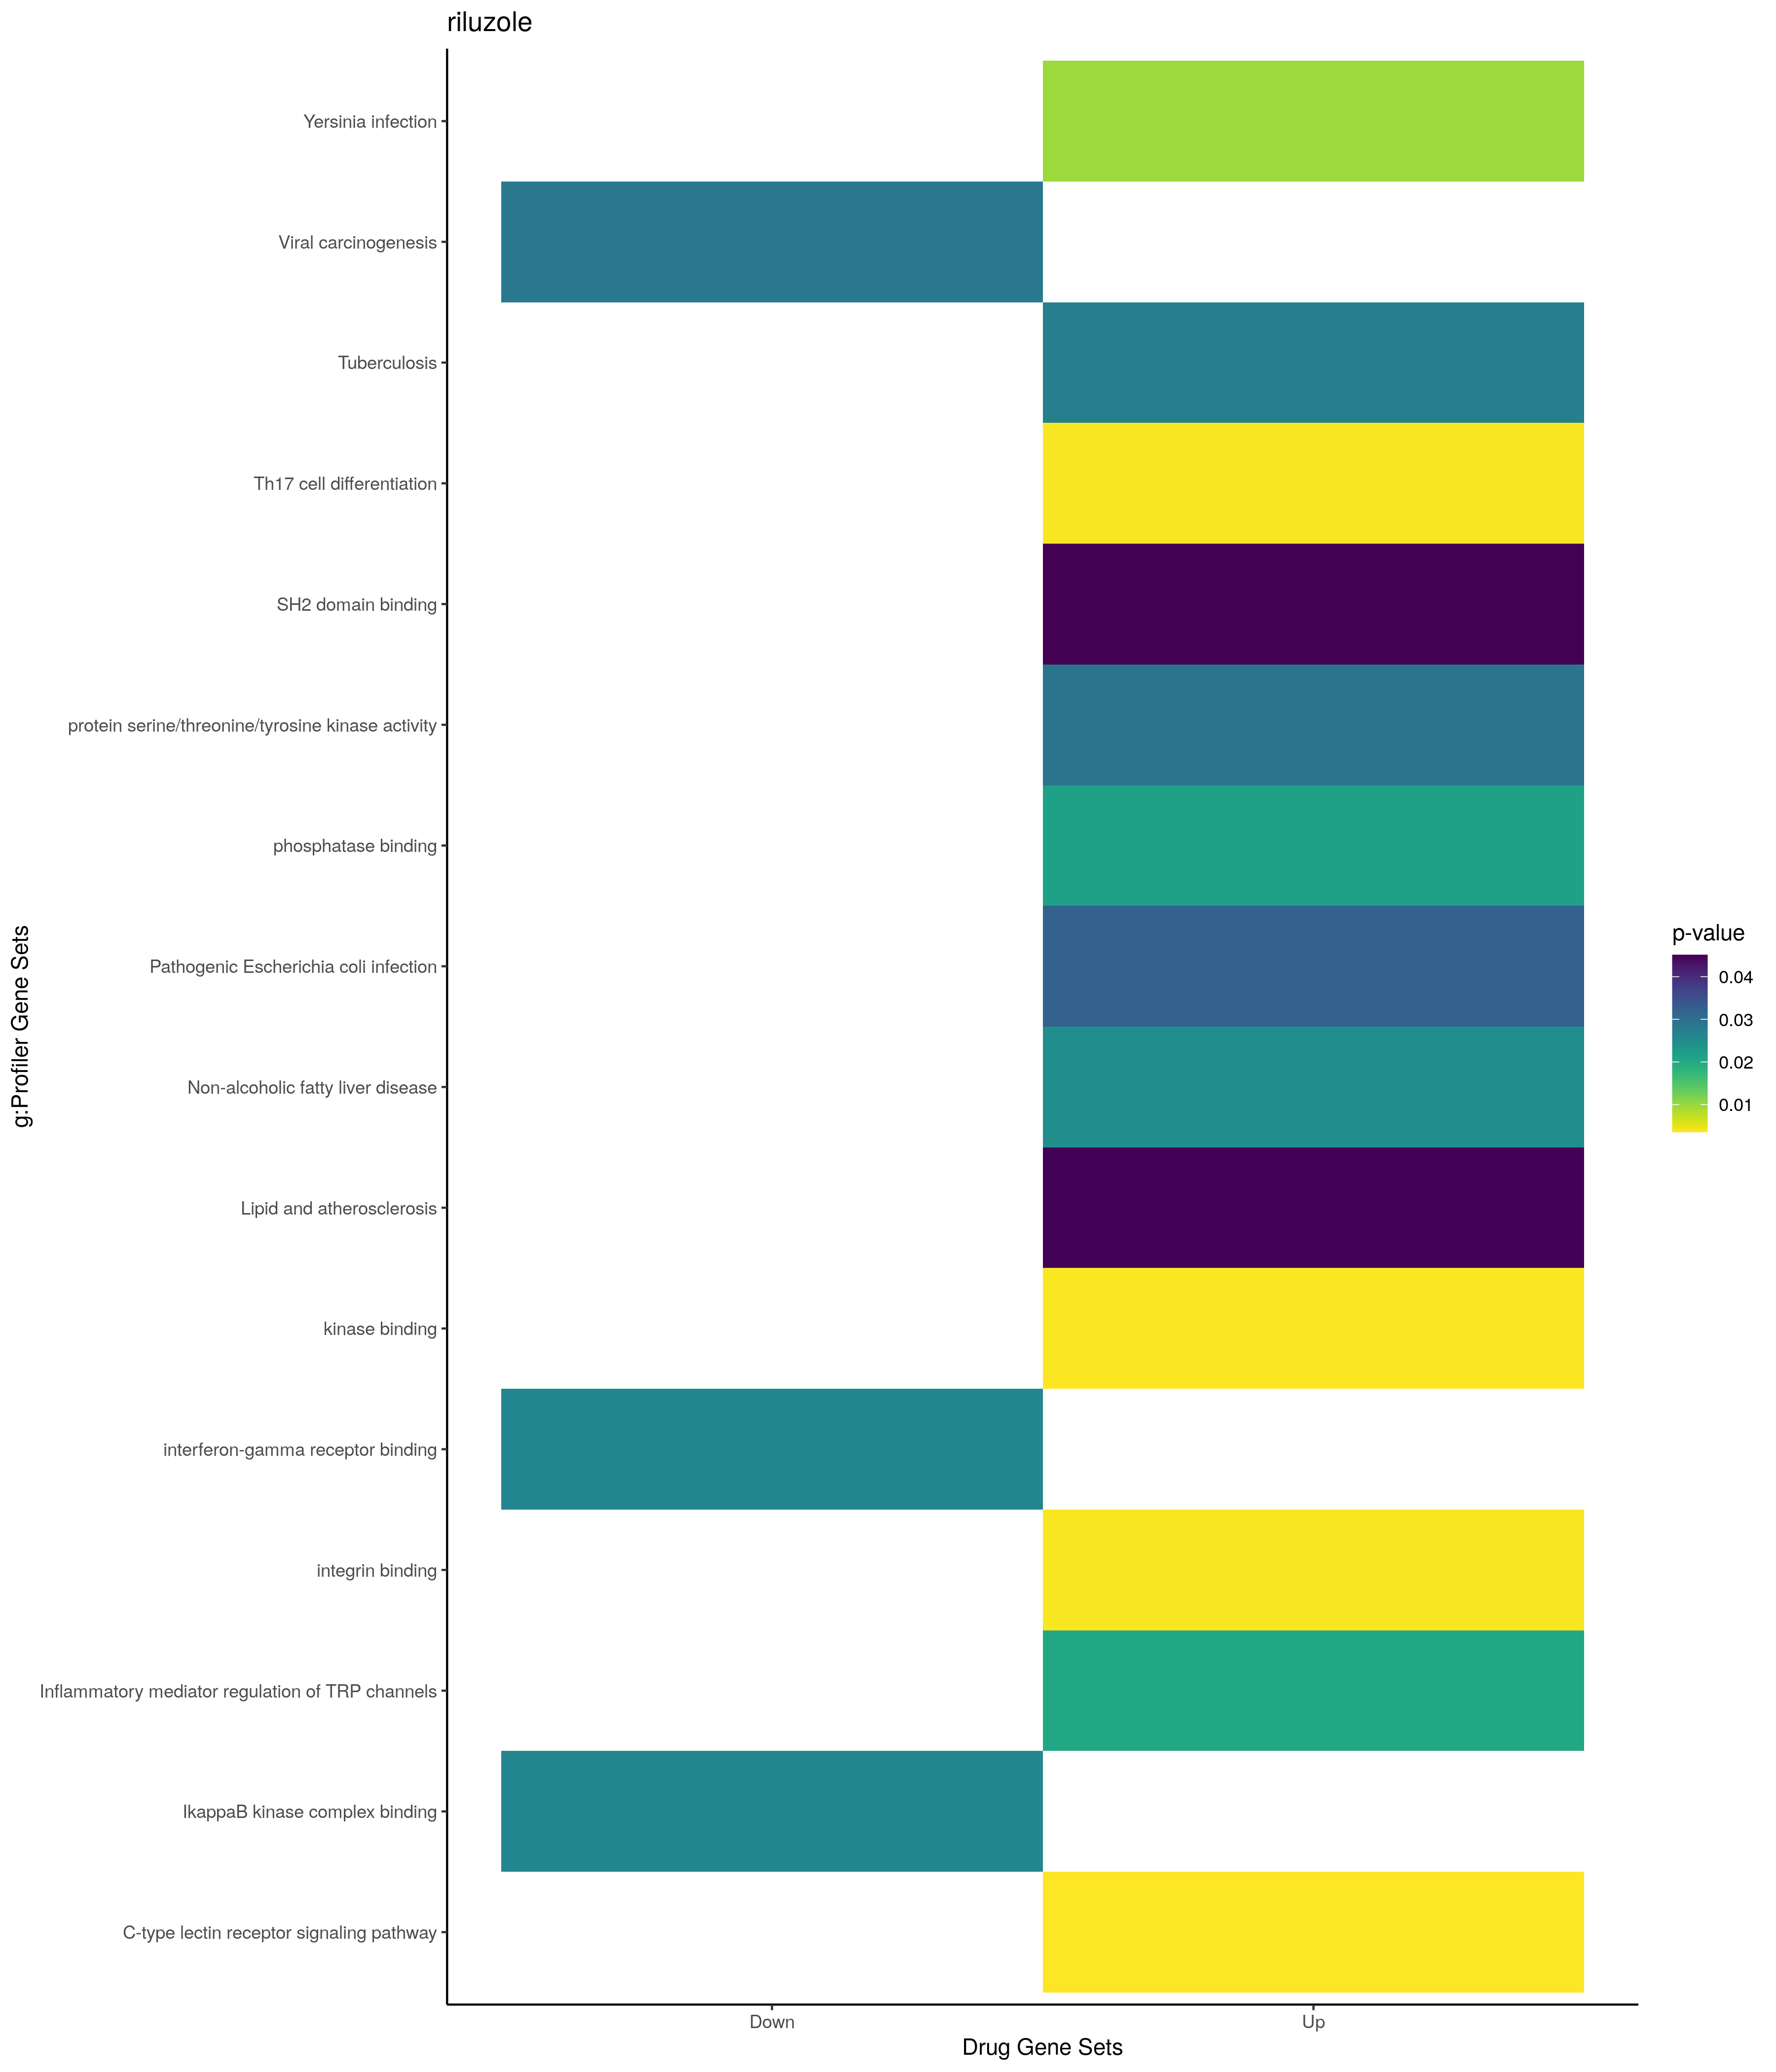 riluzole
Yersinia infection
Viral carcinogenesis
Tuberculosis
Th17 cell differentiation
SH2 domain binding
protein serine/threonine/tyrosine kinase activity
phosphatase binding
Pathogenic Escherichia coli infection
Non-alcoholic fatty liver disease
Lipid and atherosclerosis
kinase binding
interferon-gamma receptor binding
integrin binding
Inflammatory mediator regulation of TRP channels
IkappaB kinase complex binding
C-type lectin receptor signaling pathway
g:Profiler Gene Sets
Down
Up
Drug Gene Sets
p-value
0.04
0.03
0.02
0.01